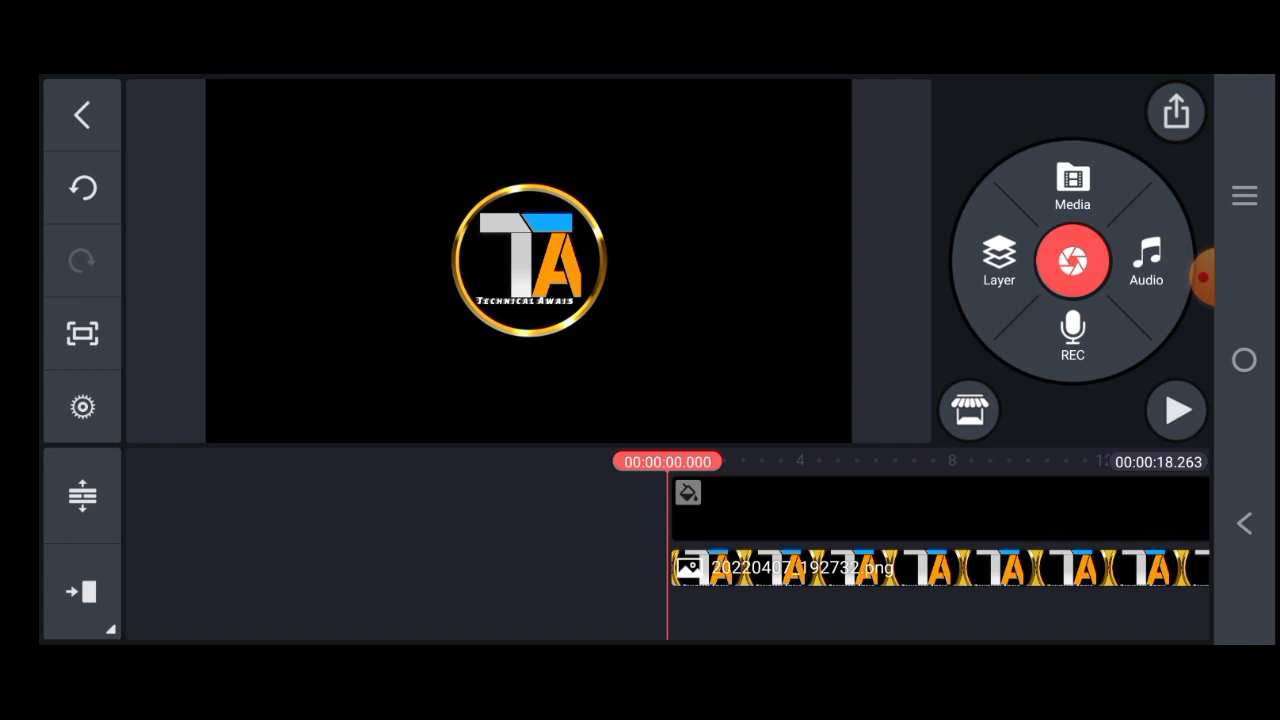 Media
TA
TECHNICAL AWAIS
Layer
Audio
REC
00:00:00.000
4
8
12
00:00:18.263
20220407_192732.png